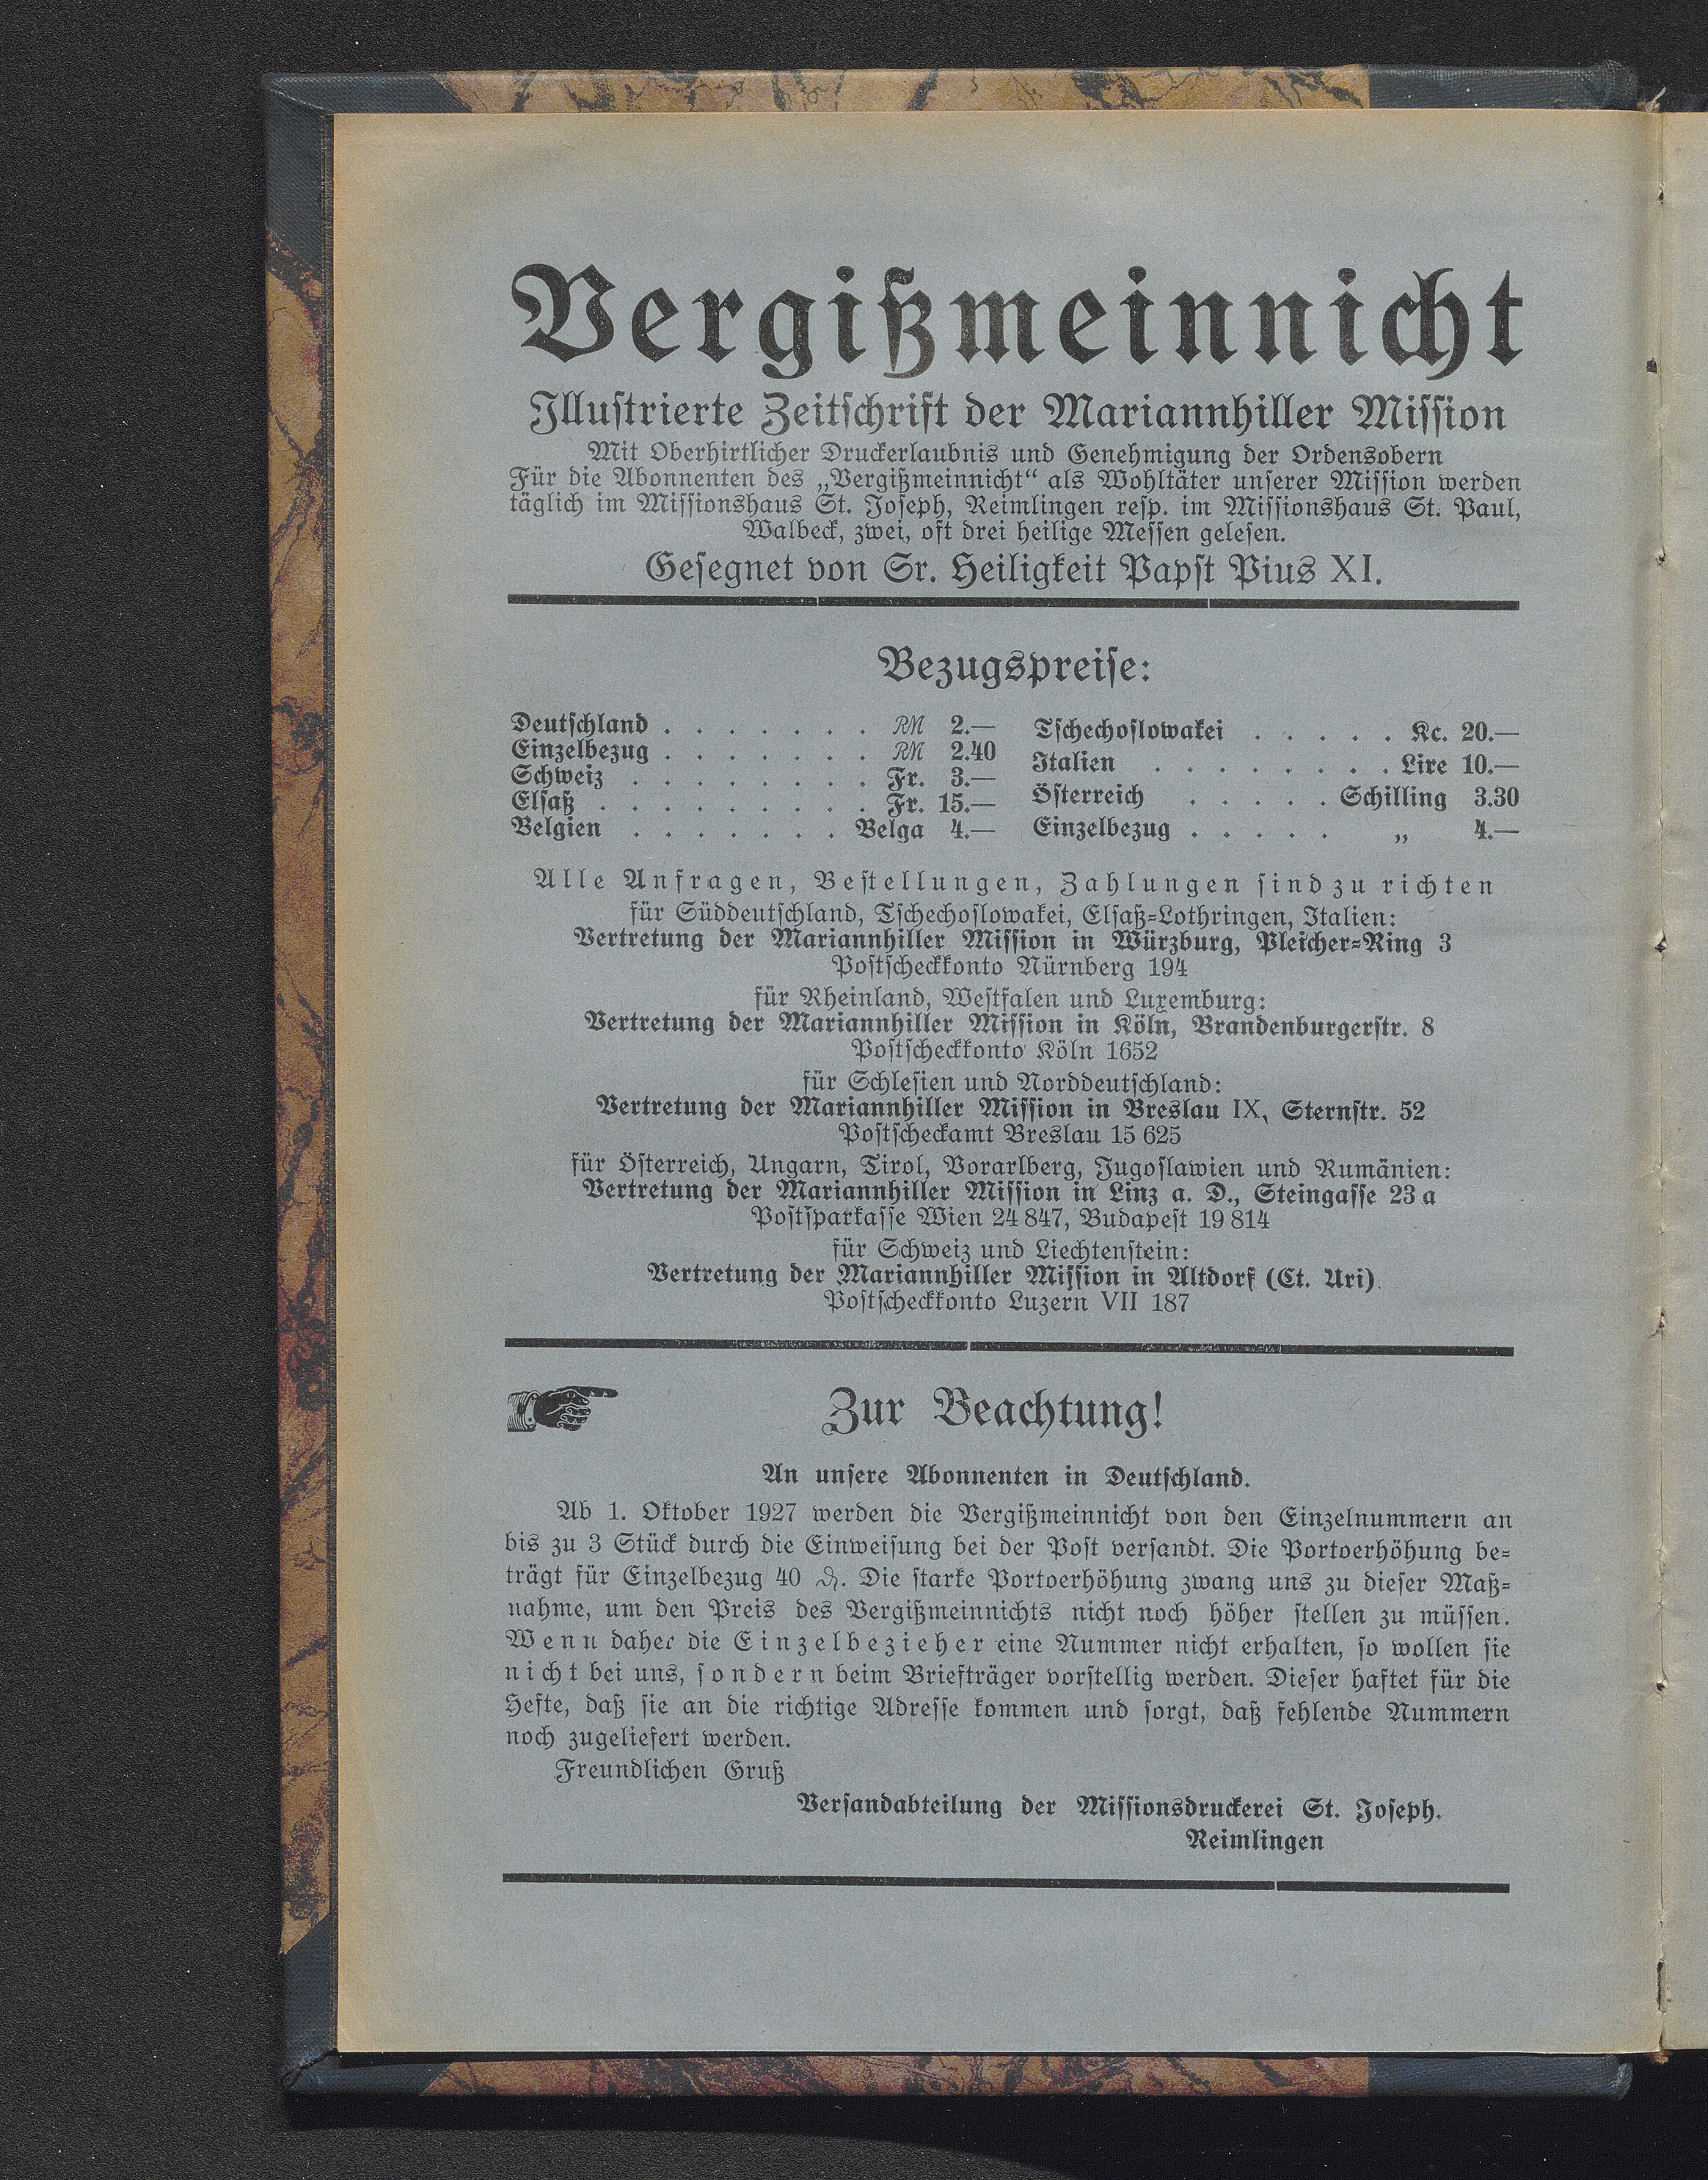 Vergißmeinnicht
Illustrierte Zeitschrift der Mariannhiller Mission
Mit Oberhirtlicher Druckerlaubnis und Genehmigung der Ordensobern
Für die Abonnenten des „Vergißmeinnicht“ als Wohltäter unserer Mission werden
täglich im Missionshaus St. Joseph, Reimlingen resp. im Missionshaus St. Paul,
Walbeck, zwei, oft drei heilige Messen gelesen.
Gesegnet von Sr. Heiligkeit Papst Pius XI.
Bezugspreise:
Deutschland . . . . . . . RM 2.—
Einzelbezug . . . . . . . RM 2.40
Schweiz . . . . . . . . Fr. 3.—
Elsaß . . . . . . . . . Fr. 15.—
Belgien . . . . . . . Belga 4.—
Tschechoslowakei . . . . . Kc. 20.—
Italien . . . . . . . . Lire 10.—
Österreich . . . . . Schilling 3.30
Einzelbezug . . . . . „ 4.—
Alle Anfragen, Bestellungen, Zahlungen sind zu richten
für Süddeutschland, Tschechoslowakei, Elsaß-Lothringen, Italien:
Vertretung der Mariannhiller Mission in Würzburg, Pleicher-Ring 3
Postscheckkonto Nürnberg 194
für Rheinland, Westfalen und Luxemburg:
Vertretung der Mariannhiller Mission in Köln, Brandenburgerstr. 8
Postscheckkonto Köln 1652
für Schlesien und Norddeutschland:
Vertretung der Mariannhiller Mission in Breslau IX, Sternstr. 52
Postscheckamt Breslau 15 625
für Österreich, Ungarn, Tirol, Vorarlberg, Jugoslawien und Rumänien:
Vertretung der Mariannhiller Mission in Linz a. D., Steingasse 23 a
Postsparkasse Wien 24 847, Budapest 19 814
für Schweiz und Liechtenstein:
Vertretung der Mariannhiller Mission in Altdorf (Ct. Uri)
Postscheckkonto Luzern VII 187
Zur Beachtung!
An unsere Abonnenten in Deutschland.
Ab 1. Oktober 1927 werden die Vergißmeinnicht von den Einzelnummern an
bis zu 3 Stück durch die Einweisung bei der Post versandt. Die Portoerhöhung be-
trägt für Einzelbezug 40 ₰. Die starke Portoerhöhung zwang uns zu dieser Maß-
nahme, um den Preis des Vergißmeinnichts nicht noch höher stellen zu müssen.
Wenn daher die Einzelbezieher eine Nummer nicht erhalten, so wollen sie
nicht bei uns, sondern beim Briefträger vorstellig werden. Dieser haftet für die
Hefte, daß sie an die richtige Adresse kommen und sorgt, daß fehlende Nummern
noch zugeliefert werden.
Freundlichen Gruß
Versandabteilung der Missionsdruckerei St. Joseph.
Reimlingen